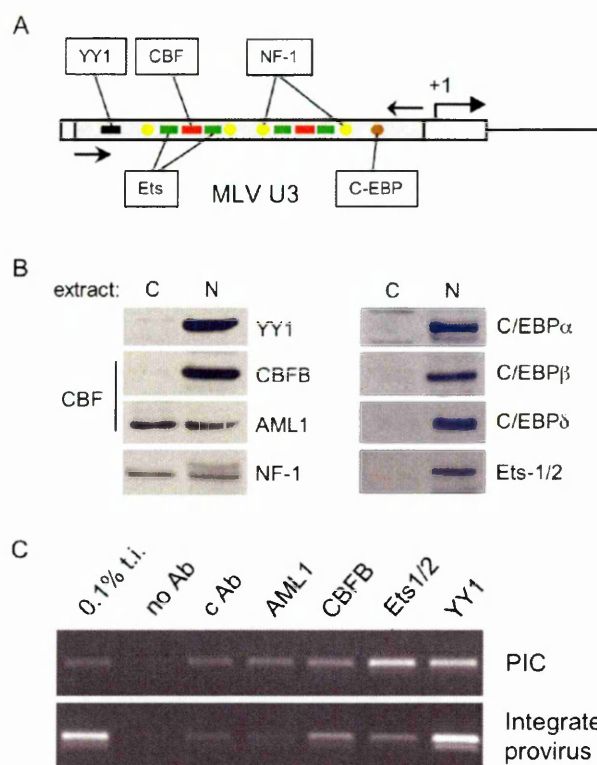 A
YY1 CBF NF-1
+1
Ets MLV U3 C-EBP
B
extract: C N C N
YY1 C/EBPα
CBF CBFB C/EBPβ
AML1 C/EBPδ
NF-1 Ets-1/2
C
0.1% t.i. no Ab c Ab AML1 CBFB Ets1/2 YY1
PIC
Integrate
provirus